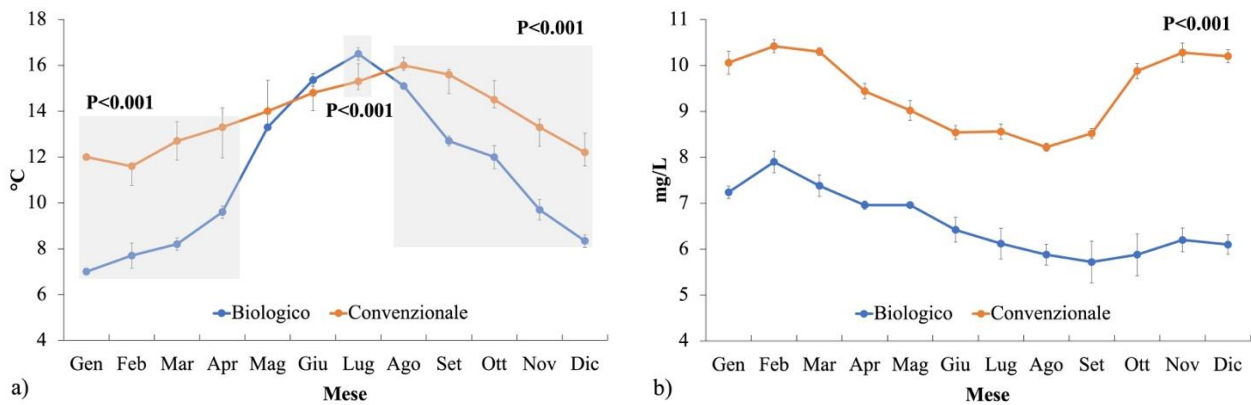 18
16
14
12
10
8
6
4
°C
P<0.001
P<0.001
P<0.001
Biologico
Convenzionale
Gen Feb Mar Apr Mag Giu Lug Ago Set Ott Nov Dic
Mese
a)
11
10
9
8
7
6
5
4
mg/L
P<0.001
Biologico
Convenzionale
Gen Feb Mar Apr Mag Giu Lug Ago Set Ott Nov Dic
Mese
b)